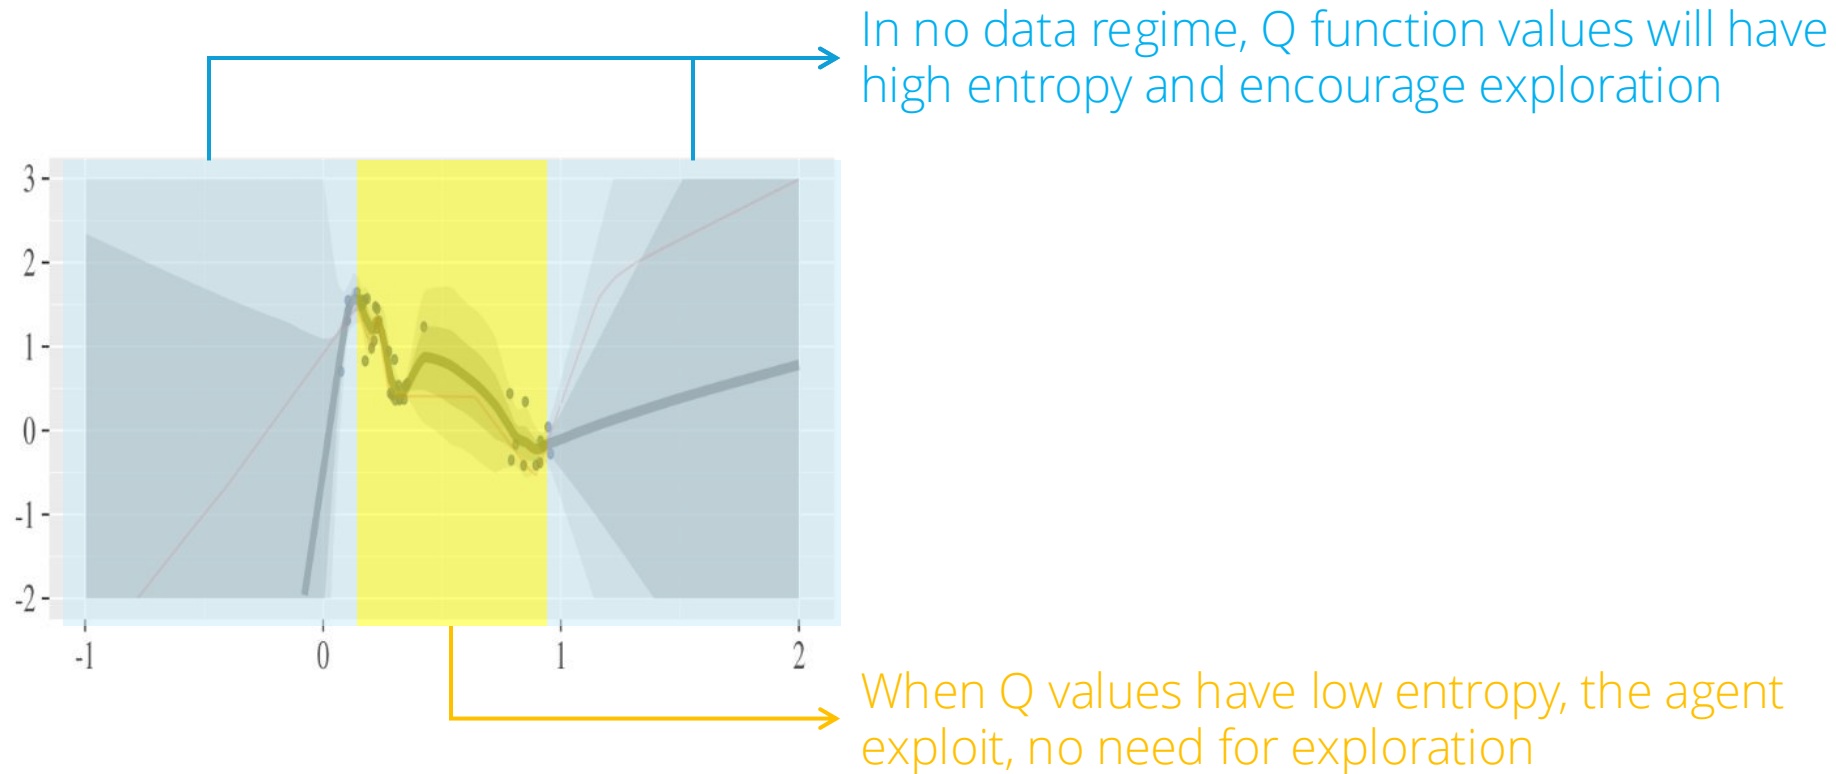 In no data regime, Q function values will have
high entropy and encourage exploration
3
2
1
0
-1
-2
-1 0 1 2
When Q values have low entropy, the agent
exploit, no need for exploration